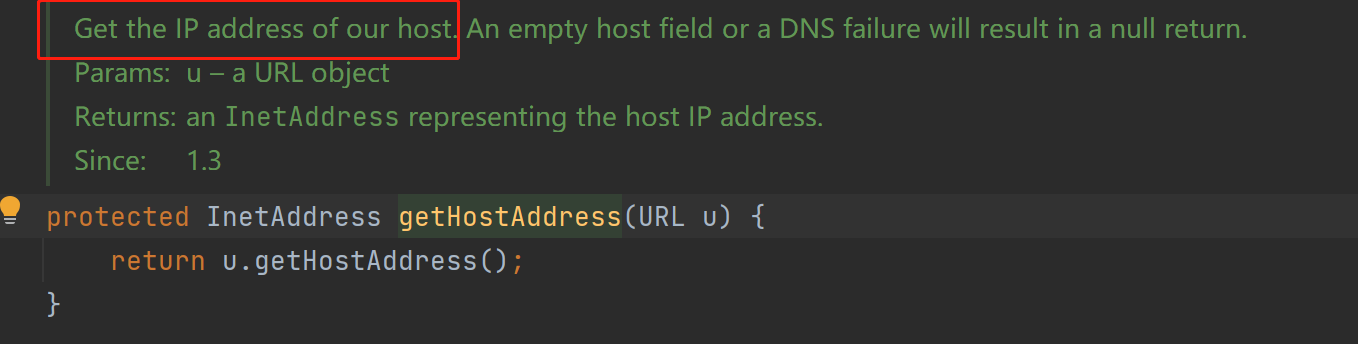 Get the IP address of our host. An empty host field or a DNS failure will result in a null return.
Params: u – a URL object
Returns: an InetAddress representing the host IP address.
Since: 1.3
protected InetAddress getHostAddress(URL u) {
    return u.getHostAddress();
}